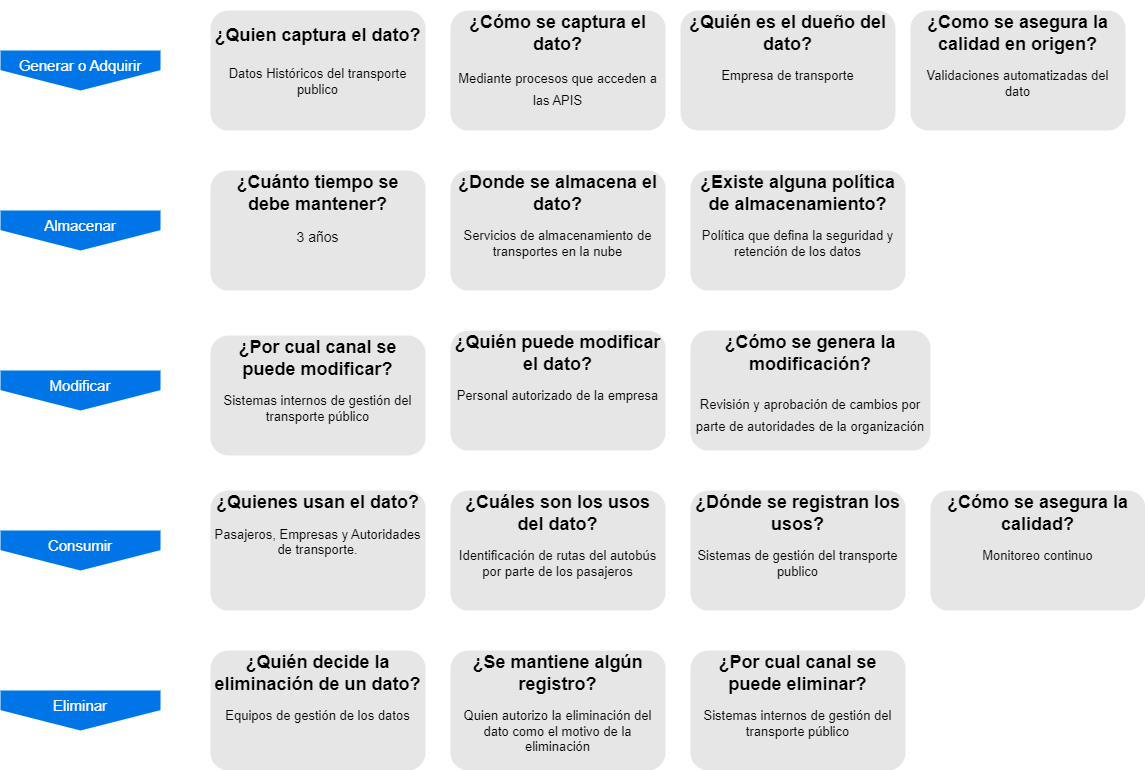 Generar o Adquirir
¿Quien captura el dato?
Datos Históricos del transporte
publico
¿Cómo se captura el
dato?
Mediante procesos que acceden a
las APIS
¿Quién es el dueño del
dato?
Empresa de transporte
¿Como se asegura la
calidad en origen?
Validaciones automatizadas del
dato
Almacenar
¿Cuánto tiempo se
debe mantener?
3 años
¿Donde se almacena el
dato?
Servicios de almacenamiento de
transportes en la nube
¿Existe alguna política
de almacenamiento?
Política que defina la seguridad y
retención de los datos
Modificar
¿Por cual canal se
puede modificar?
Sistemas internos de gestión del
transporte público
¿Quién puede modificar
el dato?
Personal autorizado de la empresa
¿Cómo se genera la
modificación?
Revisión y aprobación de cambios por
parte de autoridades de la organización
Consumir
¿Quienes usan el dato?
Pasajeros, Empresas y Autoridades
de transporte.
¿Cuáles son los usos
del dato?
Identificación de rutas del autobús
por parte de los pasajeros
¿Dónde se registran los
usos?
Sistemas de gestión del transporte
publico
¿Cómo se asegura la
calidad?
Monitoreo continuo
Eliminar
¿Quién decide la
eliminación de un dato?
Equipos de gestión de los datos
¿Se mantiene algún
registro?
Quien autorizo la eliminación del
dato como el motivo de la
eliminación
¿Por cual canal se
puede eliminar?
Sistemas internos de gestión del
transporte público